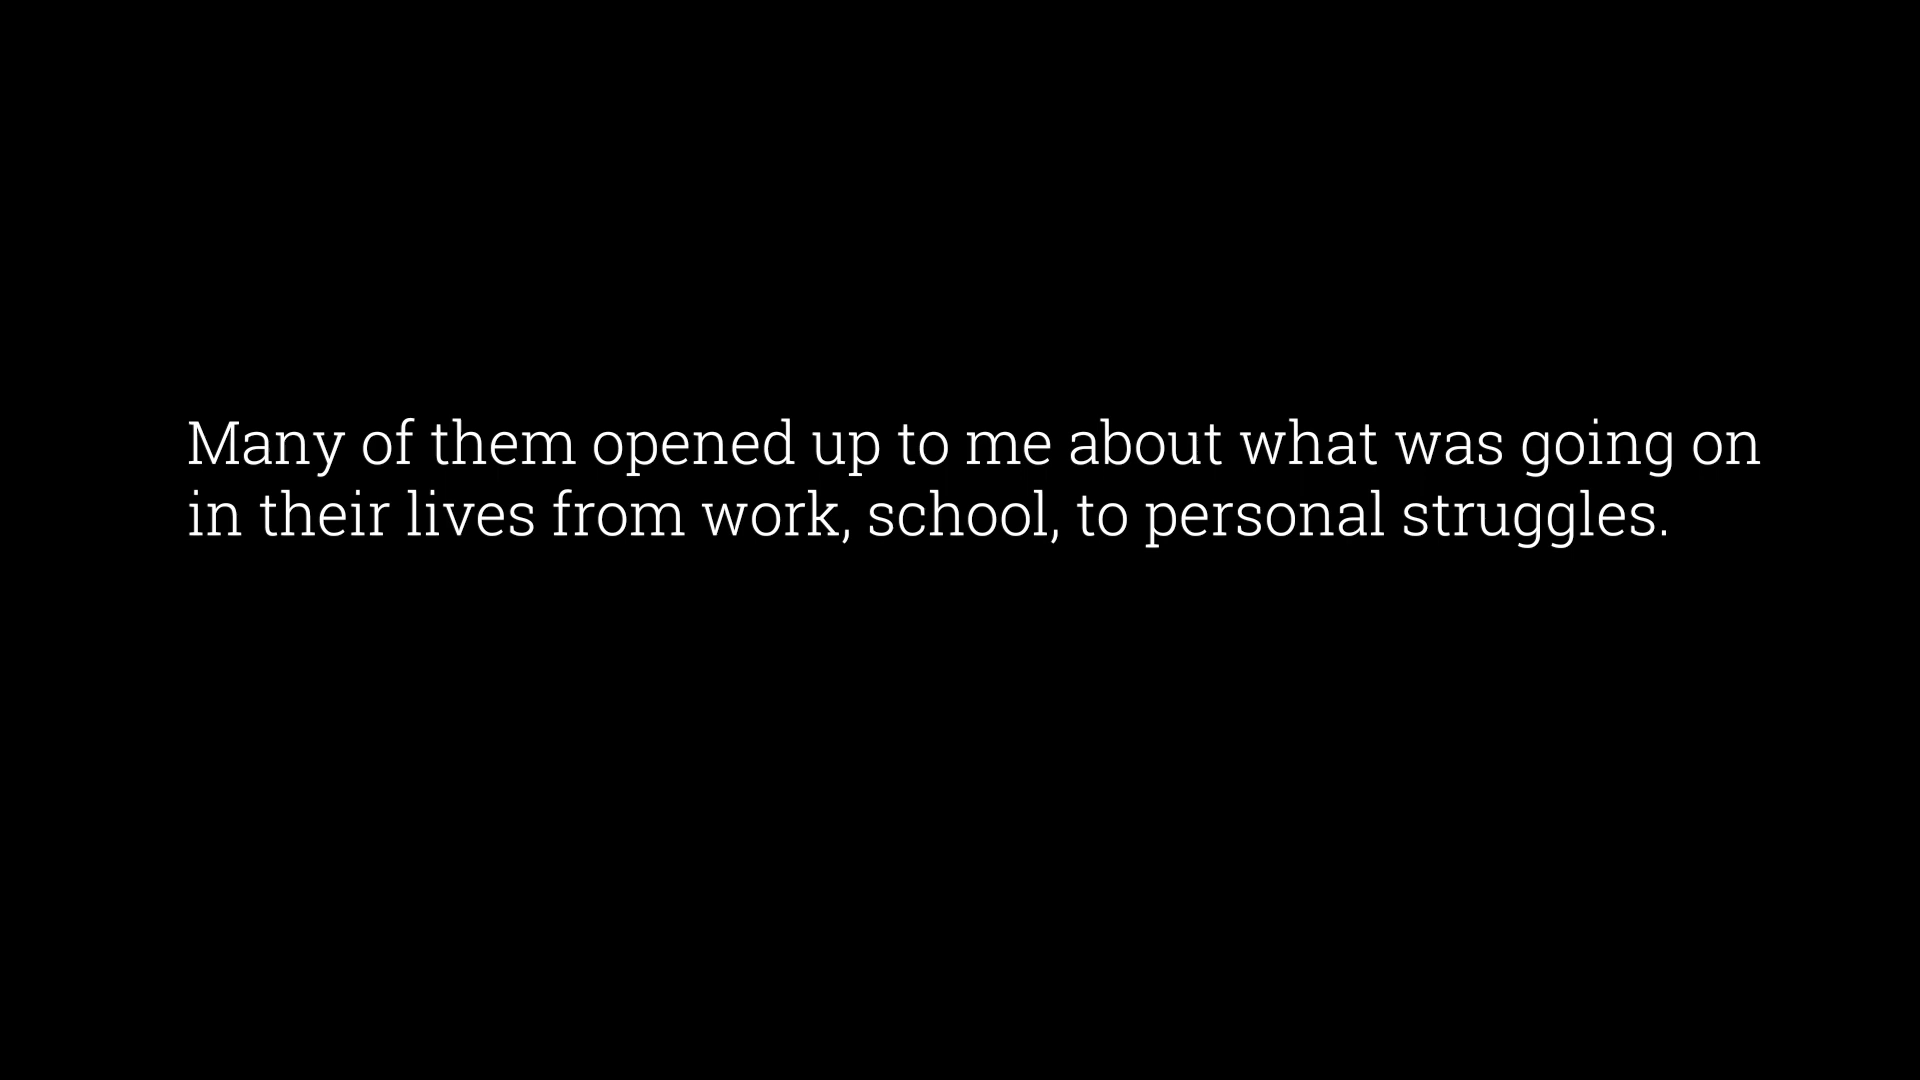 Many of them opened up to me about what was going on
in their lives from work, school, to personal struggles.